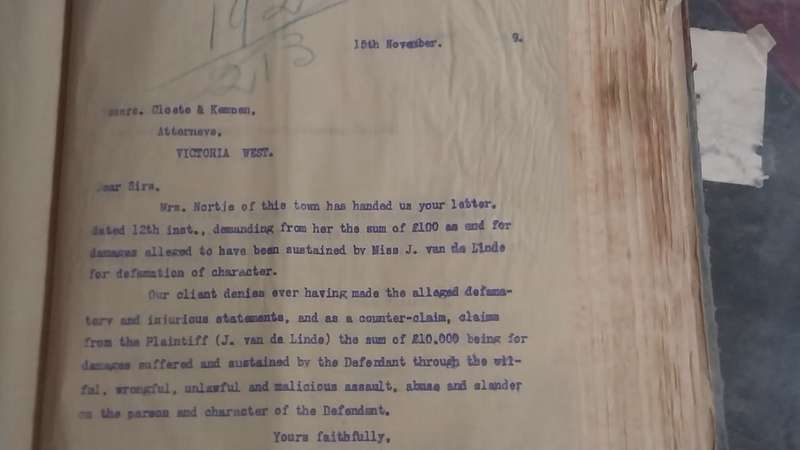 192
213
15th November. 9.
Messrs. Cloete & Kempen,
Attorneys,
VICTORIA WEST.
Dear Sirs,
Mrs. Nortje of this town has handed us your letter,
dated 12th inst., demanding from her the sum of £100 as and for
damages alleged to have been sustained by Miss J. van de Linde
for defamation of character.
Our client denies ever having made the alleged defama-
tory and injurious statements, and as a counter-claim, claims
from the Plaintiff (J. van de Linde) the sum of £10,000 being for
damages suffered and sustained by the Defendant through the wil-
ful, wrongful, unlawful and malicious assault, abuse and slander
on the person and character of the Defendant.
Yours faithfully,